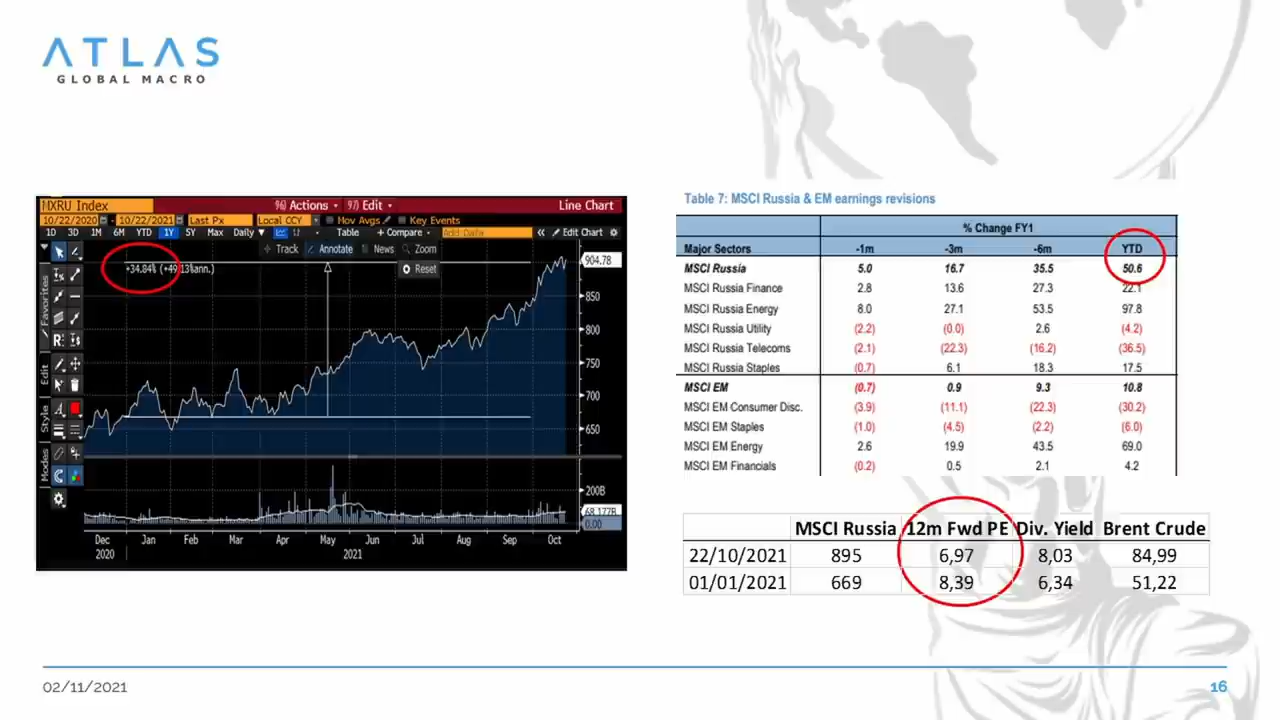 ATLAS
GLOBAL MACRO
MXRU Index
96) Actions
97) Edit
Line Chart
10/22/2020 - 10/22/2021 Last Px Local CCY Mov Avgs Key Events
1D 3D 1M 6M YTD 1Y 5Y Max Daily Table + Compare Add Data « Edit Chart
Track Annotate News Zoom
Reset
+34.84% (+49.13%ann.)
Favorites
Edit
Style
Modes
904.78
850
800
750
700
650
200B
68.177B
0.00
Dec Jan Feb Mar Apr May Jun Jul Aug Sep Oct
2020 2021
Table 7: MSCI Russia & EM earnings revisions
% Change FY1
Major Sectors -1m -3m -6m YTD
MSCI Russia 5.0 16.7 35.5 50.6
MSCI Russia Finance 2.8 13.6 27.3 22.1
MSCI Russia Energy 8.0 27.1 53.5 97.8
MSCI Russia Utility (2.2) (0.0) 2.6 (4.2)
MSCI Russia Telecoms (2.1) (22.3) (16.2) (36.5)
MSCI Russia Staples (0.7) 6.1 18.3 17.5
MSCI EM (0.7) 0.9 9.3 10.8
MSCI EM Consumer Disc. (3.9) (11.1) (22.3) (30.2)
MSCI EM Staples (1.0) (4.5) (2.2) (6.0)
MSCI EM Energy 2.6 19.9 43.5 69.0
MSCI EM Financials (0.2) 0.5 2.1 4.2
MSCI Russia 12m Fwd PE Div. Yield Brent Crude
22/10/2021 895 6,97 8,03 84,99
01/01/2021 669 8,39 6,34 51,22
02/11/2021
16